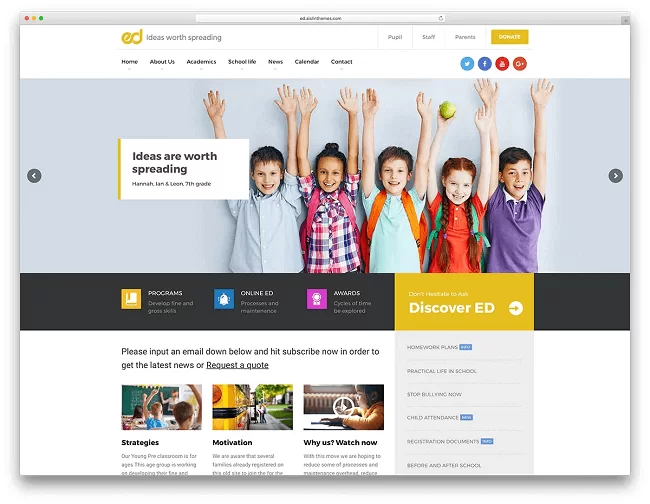 ed.aislinthemes.com
ed Ideas worth spreading
Pupil Staff Parents DONATE
Home About Us Academics School life News Calendar Contact
Ideas are worth
spreading
Hannah, Ian & Leon, 7th grade
PROGRAMS
Develop fine and
gross skills
ONLINE ED
Processes and
maintenance
AWARDS
Cycles of time
be explored
Don't Hesitate to Ask
Discover ED
Please input an email down below and hit subscribe now in order to
get the latest news or Request a quote
Strategies
Our Young Pre classroom is for
ages This age group is working
on developing their fine and
Motivation
We are aware that several
families already registered on
this old site to join the for the
Why us? Watch now
With this move we are hoping to
reduce some of processes and
maintenance overhead, reduce
HOMEWORK PLANS INFO
PRACTICAL LIFE IN SCHOOL
STOP BULLYING NOW
CHILD ATTENDANCE NEW
REGISTRATION DOCUMENTS INFO
BEFORE AND AFTER SCHOOL